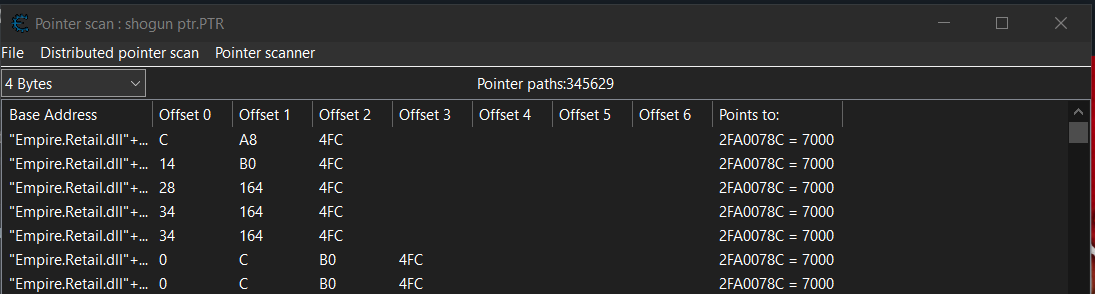 Pointer scan : shogun ptr.PTR
File Distributed pointer scan Pointer scanner
4 Bytes Pointer paths:345629
Base Address Offset 0 Offset 1 Offset 2 Offset 3 Offset 4 Offset 5 Offset 6 Points to:
"Empire.Retail.dll"+... C A8 4FC 2FA0078C = 7000
"Empire.Retail.dll"+... 14 B0 4FC 2FA0078C = 7000
"Empire.Retail.dll"+... 28 164 4FC 2FA0078C = 7000
"Empire.Retail.dll"+... 34 164 4FC 2FA0078C = 7000
"Empire.Retail.dll"+... 34 164 4FC 2FA0078C = 7000
"Empire.Retail.dll"+... 0 C B0 4FC 2FA0078C = 7000
"Empire.Retail.dll"+... 0 C B0 4FC 2FA0078C = 7000